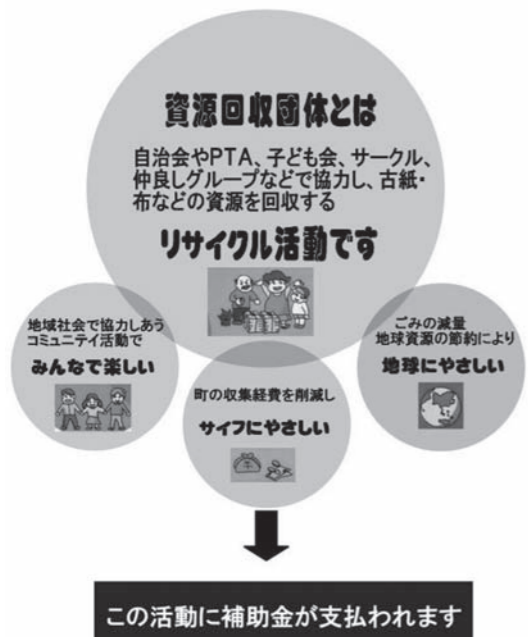 資源回収団体とは
自治会やPTA、子ども会、サークル、
仲良しグループなどで協力し、古紙・
布などの資源を回収する
リサイクル活動です
地域社会で協力しあう
コミュニテイ活動で
みんなで楽しい
町の収集経費を削減し
サイフにやさしい
ごみの減量
地球資源の節約により
地球にやさしい
この活動に補助金が支払われます